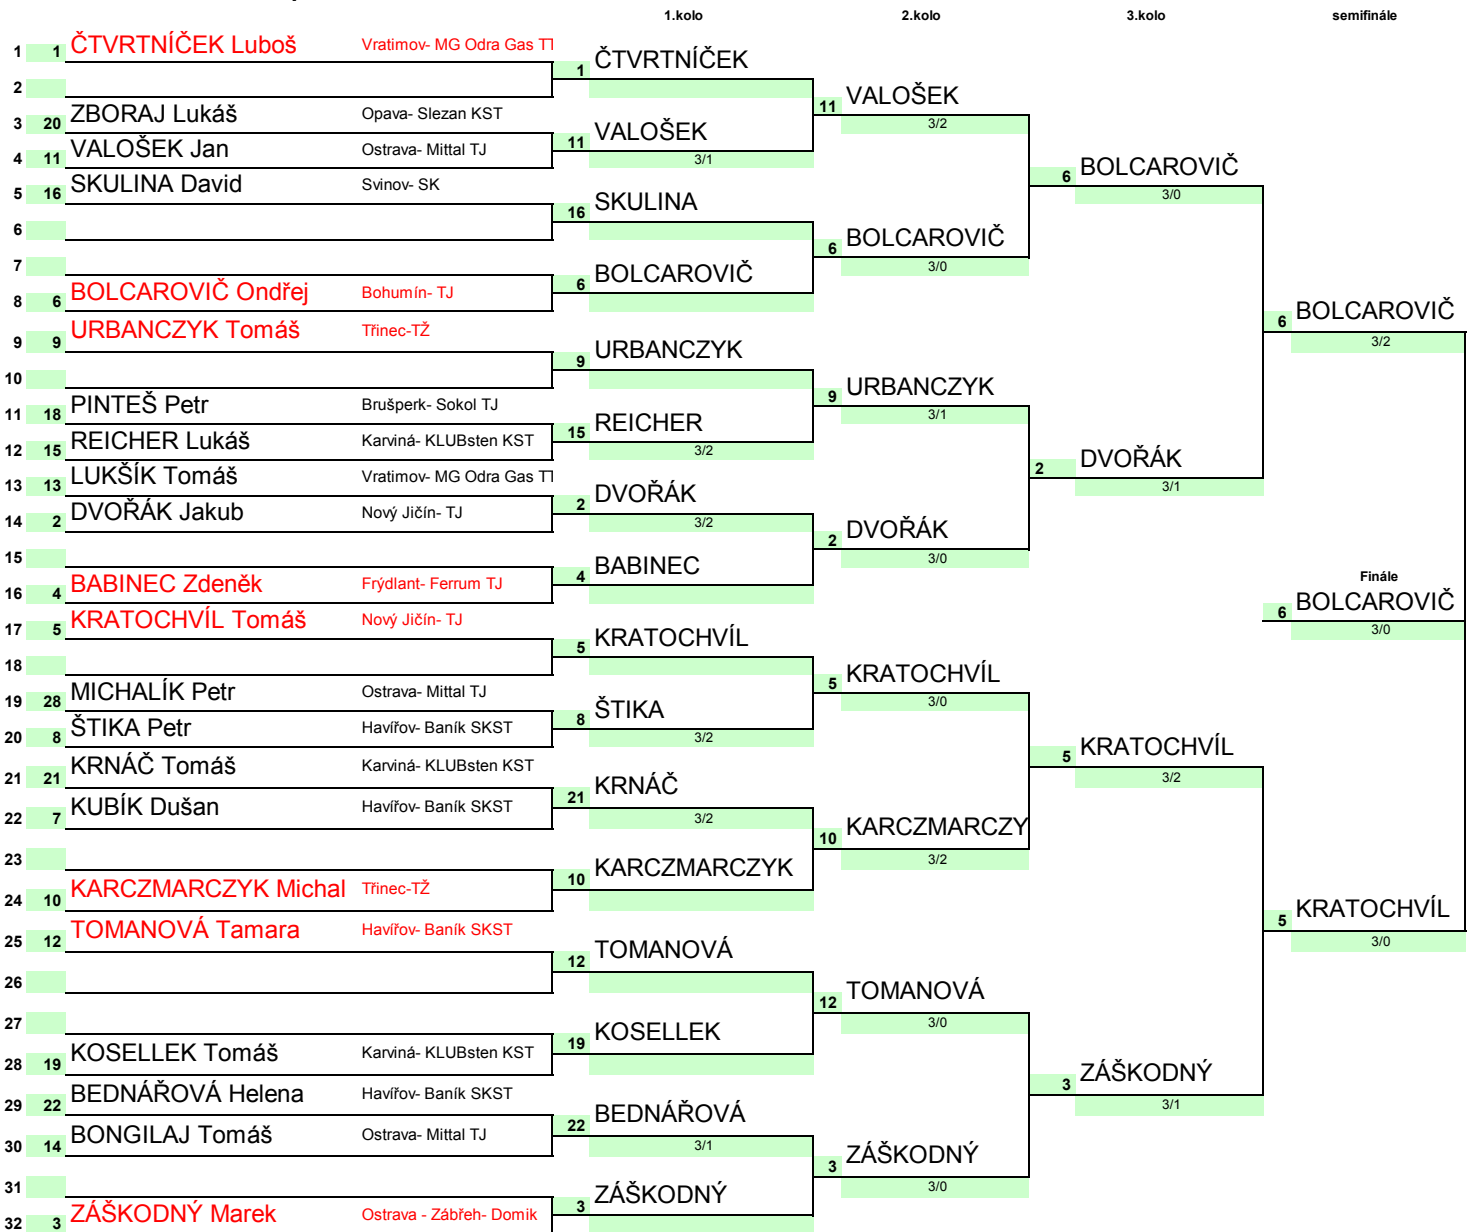 1.kolo 2.kolo 3.kolo semifinále
1 1 ČTVRTNÍČEK Luboš Vratimov- MG Odra Gas TT
1 ČTVRTNÍČEK
2
11 VALOŠEK
3/2
3 20 ZBORAJ Lukáš Opava- Slezan KST
11 VALOŠEK
3/1
4 11 VALOŠEK Jan Ostrava- Mittal TJ
6 BOLCAROVIČ
3/0
5 16 SKULINA David Svinov- SK
16 SKULINA
6
6 BOLCAROVIČ
3/0
7
6 BOLCAROVIČ
8 6 BOLCAROVIČ Ondřej Bohumín- TJ
6 BOLCAROVIČ
3/2
9 9 URBANCZYK Tomáš Třinec-TŽ
9 URBANCZYK
10
9 URBANCZYK
3/1
11 18 PINTEŠ Petr Brušperk- Sokol TJ
15 REICHER
3/2
12 15 REICHER Lukáš Karviná- KLUBsten KST
2 DVOŘÁK
3/1
13 13 LUKŠÍK Tomáš Vratimov- MG Odra Gas TT
2 DVOŘÁK
3/2
14 2 DVOŘÁK Jakub Nový Jičín- TJ
2 DVOŘÁK
3/0
15
4 BABINEC
16 4 BABINEC Zdeněk Frýdlant- Ferrum TJ
Finále
6 BOLCAROVIČ
3/0
17 5 KRATOCHVÍL Tomáš Nový Jičín- TJ
5 KRATOCHVÍL
18
5 KRATOCHVÍL
3/0
19 28 MICHALÍK Petr Ostrava- Mittal TJ
8 ŠTIKA
3/2
20 8 ŠTIKA Petr Havířov- Baník SKST
5 KRATOCHVÍL
3/2
21 21 KRNÁČ Tomáš Karviná- KLUBsten KST
21 KRNÁČ
3/2
22 7 KUBÍK Dušan Havířov- Baník SKST
10 KARCZMARCZY
3/2
23
10 KARCZMARCZYK
24 10 KARCZMARCZYK Michal Třinec-TŽ
5 KRATOCHVÍL
3/0
25 12 TOMANOVÁ Tamara Havířov- Baník SKST
12 TOMANOVÁ
26
12 TOMANOVÁ
3/0
27
19 KOSELLEK
28 19 KOSELLEK Tomáš Karviná- KLUBsten KST
3 ZÁŠKODNÝ
3/1
29 22 BEDNÁŘOVÁ Helena Havířov- Baník SKST
22 BEDNÁŘOVÁ
3/1
30 14 BONGILAJ Tomáš Ostrava- Mittal TJ
3 ZÁŠKODNÝ
3/0
31
3 ZÁŠKODNÝ
32 3 ZÁŠKODNÝ Marek Ostrava - Zábřeh- Domik